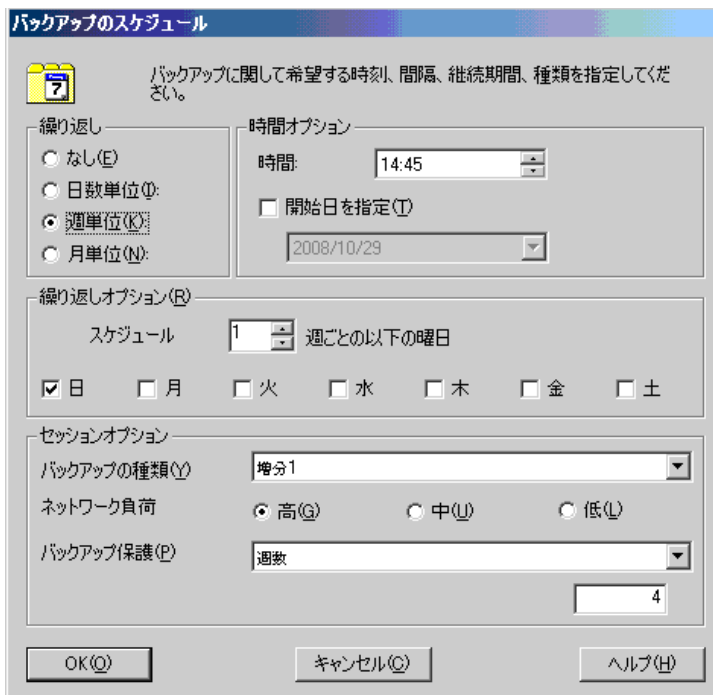 バックアップのスケジュール
7
バックアップに関して希望する時刻、間隔、継続期間、種類を指定してくだ
さい。
繰り返し
なし(E)
日数単位(I):
週単位(K):
月単位(N):
時間オプション
時間:
14:45
開始日を指定(T)
2008/10/29
繰り返しオプション(R)
スケジュール 1 週ごとの以下の曜日
日 月 火 水 木 金 土
セッションオプション
バックアップの種類(Y) 増分1
ネットワーク負荷 高(G) 中(U) 低(L)
バックアップ保護(P) 週数
4
OK(O) キャンセル(C) ヘルプ(H)